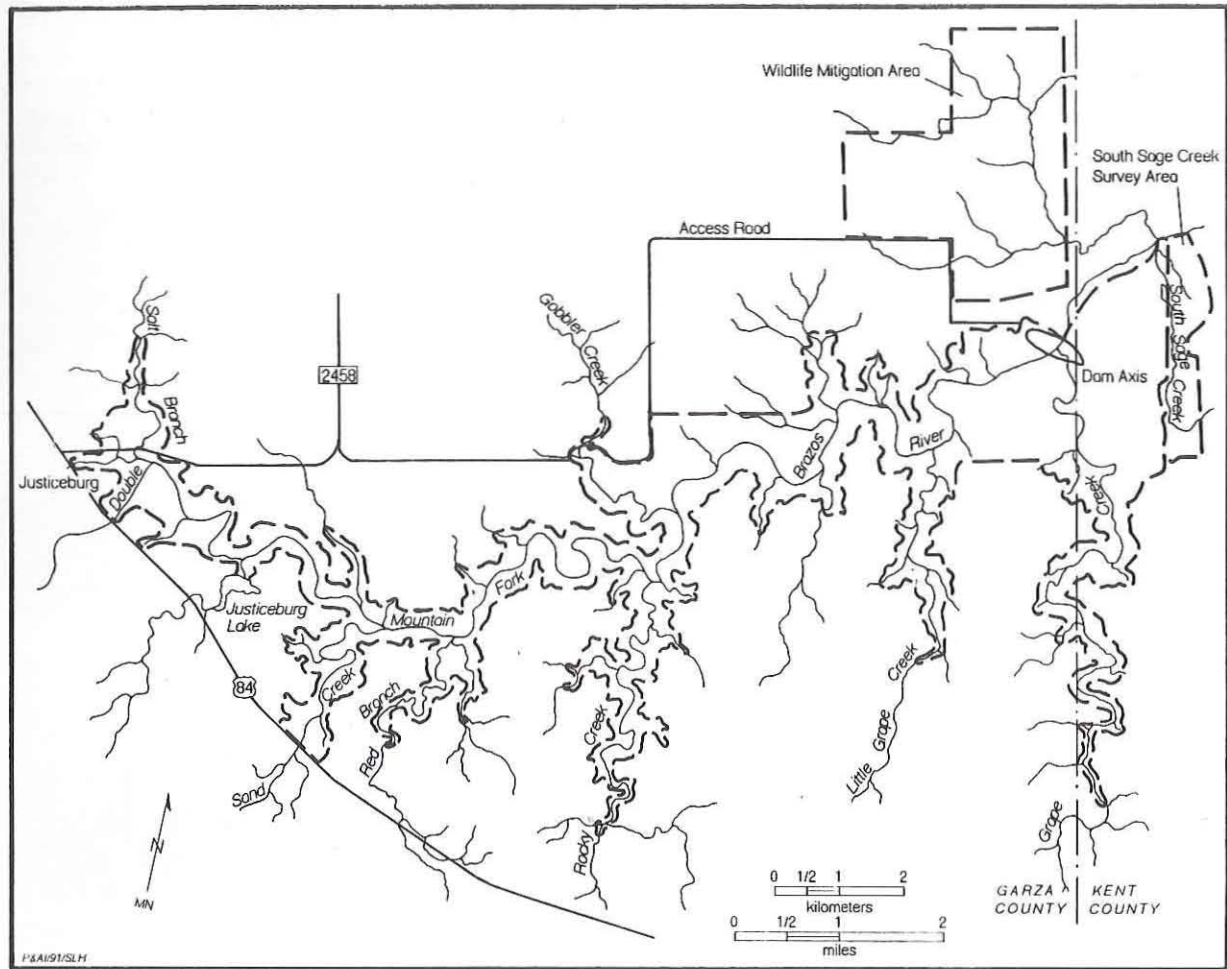 Wildlife Mitigation Area
South Sage Creek
Survey Area
Access Road
Salt
Branch
Gobbler
Creek
2458
South Sage
Creek
Dam Axis
Brazos
River
Justiceburg
Double
Creek
Fork
Mountain
Justiceburg
Lake
Creek
84
Branch
Creek
Creek
Red
Little Grape
Sand
Rocky
Grape
N
MN
0 1/2 1 2
kilometers
0 1/2 1 2
miles
GARZA
COUNTY
KENT
COUNTY
P&AI/91/SLH